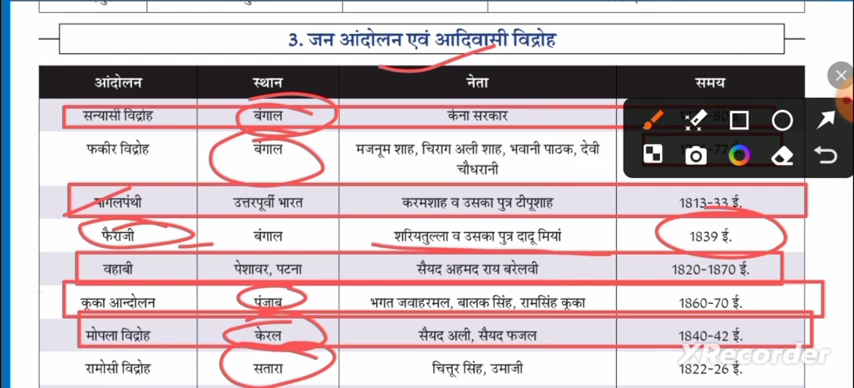 3. जन आंदोलन एवं आदिवासी विद्रोह
आंदोलन स्थान नेता समय
सन्यासी विद्रोह बंगाल केना सरकार
फकीर विद्रोह बंगाल मजनूम शाह, चिराग अली शाह, भवानी पाठक, देवी
चौधरानी
पागलपंथी उत्तरपूर्वी भारत करमशाह व उसका पुत्र टीपूशाह 1813-33 ई.
फैराजी बंगाल शरियतुल्ला व उसका पुत्र दादू मियां 1839 ई.
वहाबी पेशावर, पटना सैयद अहमद राय बरेलवी 1820-1870 ई.
कूका आन्दोलन पंजाब भगत जवाहरमल, बालक सिंह, रामसिंह कूका 1860-70 ई.
मोपला विद्रोह केरल सैयद अली, सैयद फजल 1840-42 ई.
रामोसी विद्रोह सतारा चित्तूर सिंह, उमाजी 1822-26 ई.
XRecorder